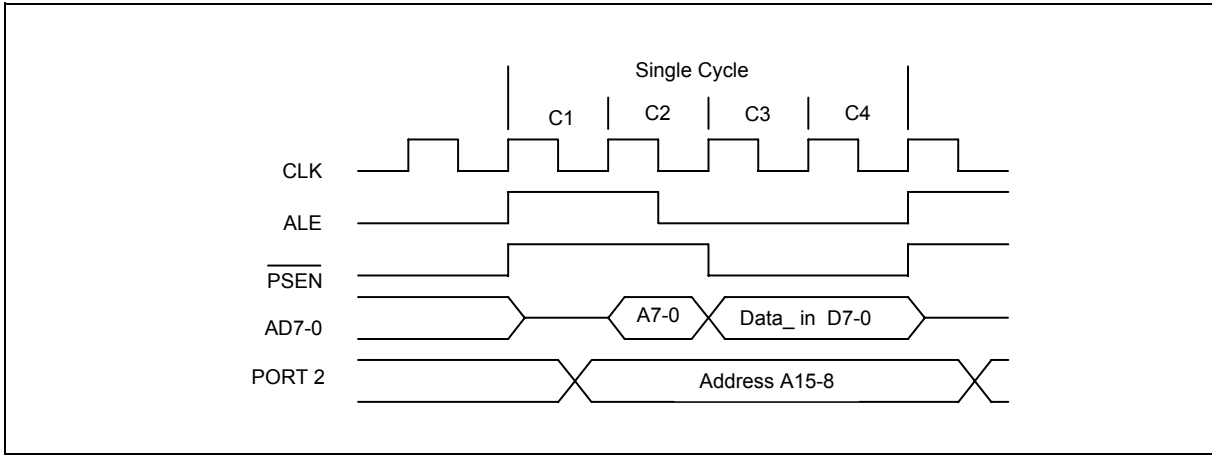 Single Cycle
C1 C2 C3 C4
CLK
ALE
PSEN
AD7-0 A7-0 Data_ in D7-0
PORT 2 Address A15-8